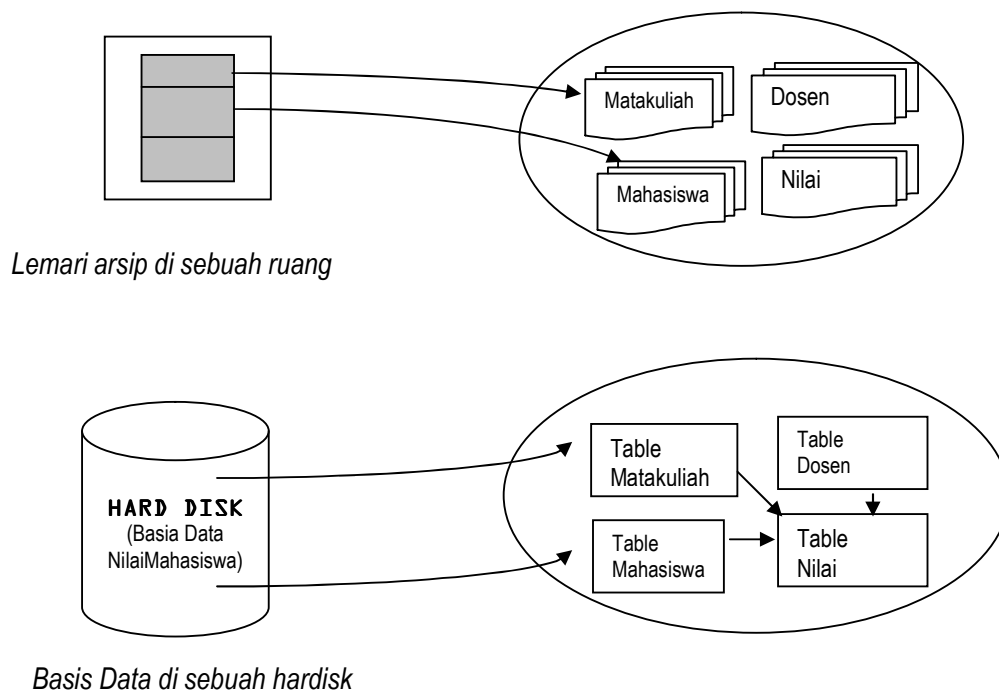 Matakuliah
Dosen
Mahasiswa
Nilai
Lemari arsip di sebuah ruang
HARD DISK
(Basia Data
NilaiMahasiswa)
Table
Matakuliah
Table
Dosen
Table
Mahasiswa
Table
Nilai
Basis Data di sebuah hardisk